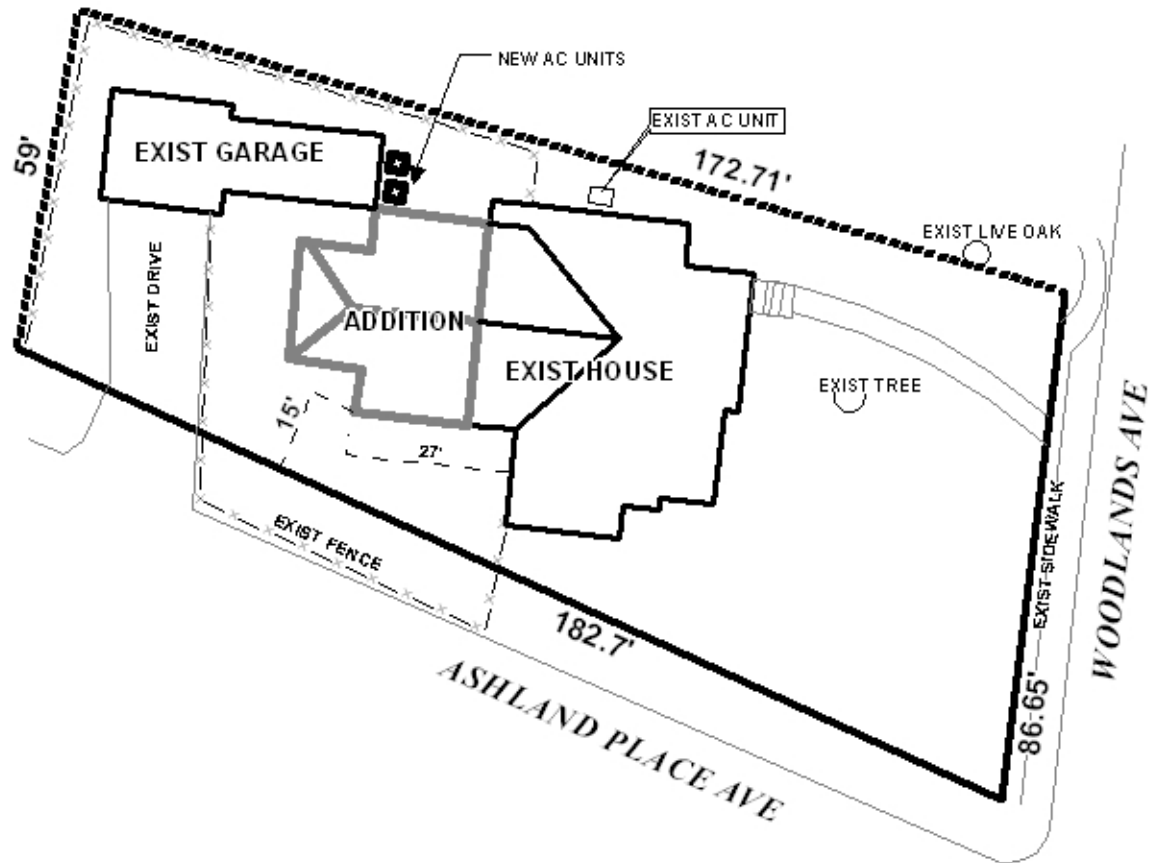 NEW AC UNITS
EXIST AC UNIT
172.71'
59'
EXIST GARAGE
EXIST LIVE OAK
EXIST DRIVE
ADDITION
EXIST HOUSE
EXIST TREE
15'
27'
EXIST FENCE
EXIST SIDEWALK
WOODLANDS AVE
182.7'
86.65'
ASHLAND PLACE AVE